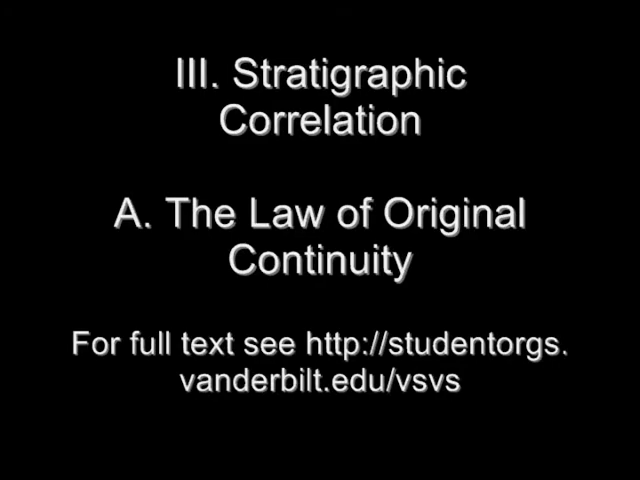 III. Stratigraphic
Correlation
A. The Law of Original
Continuity
For full text see http://studentorgs.
vanderbilt.edu/vsvs